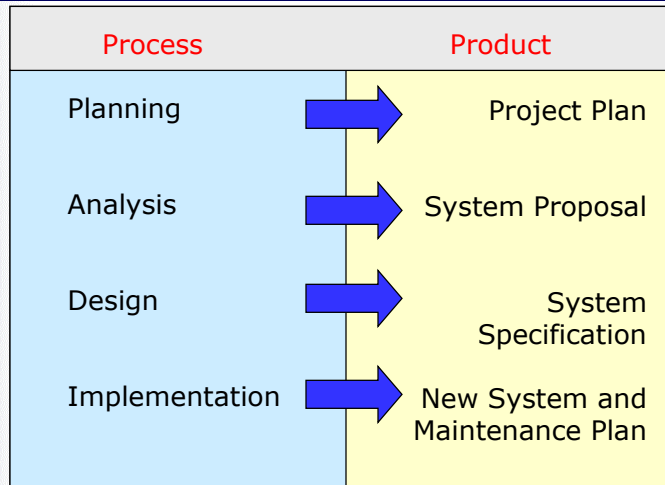 Process Product
Planning Project Plan
Analysis System Proposal
Design System
Specification
Implementation New System and
Maintenance Plan